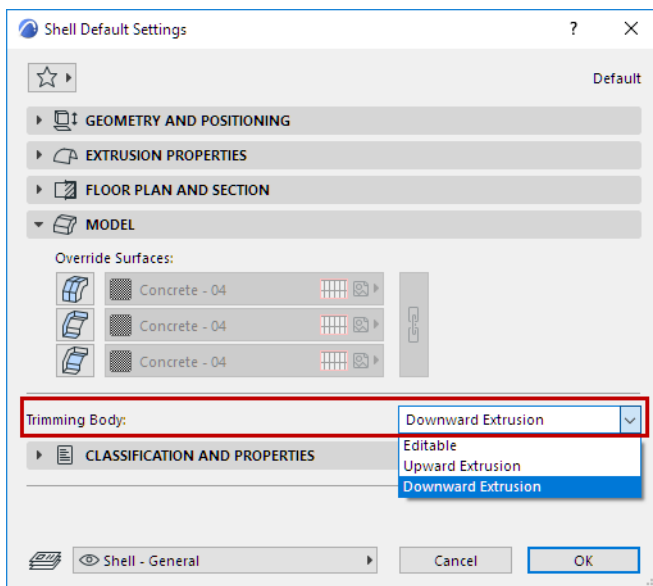 Shell Default Settings
?
Default
GEOMETRY AND POSITIONING
EXTRUSION PROPERTIES
FLOOR PLAN AND SECTION
MODEL
Override Surfaces:
Concrete - 04
Concrete - 04
Concrete - 04
Trimming Body:
Downward Extrusion
Editable
Upward Extrusion
Downward Extrusion
CLASSIFICATION AND PROPERTIES
Shell - General
Cancel
OK